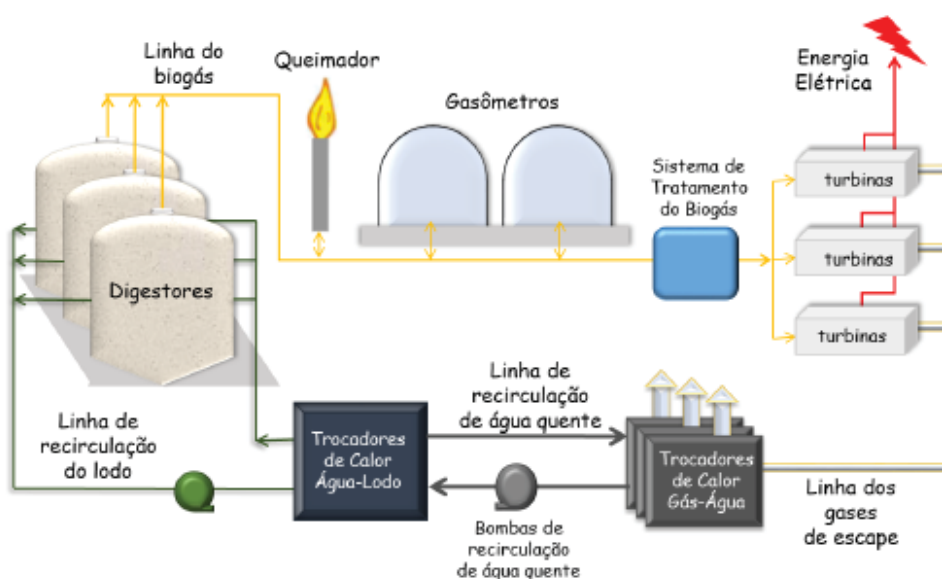 Linha do
biogás
Queimador
Gasômetros
Energia
Elétrica
Sistema de
Tratamento
do Biogás
turbinas
turbinas
turbinas
Digestores
Linha de
recirculação
do lodo
Trocadores
de Calor
Água-Lodo
Linha de
recirculação
de água quente
Bombas de
recirculação
de água quente
Trocadores
de Calor
Gás-Água
Linha dos
gases
de escape